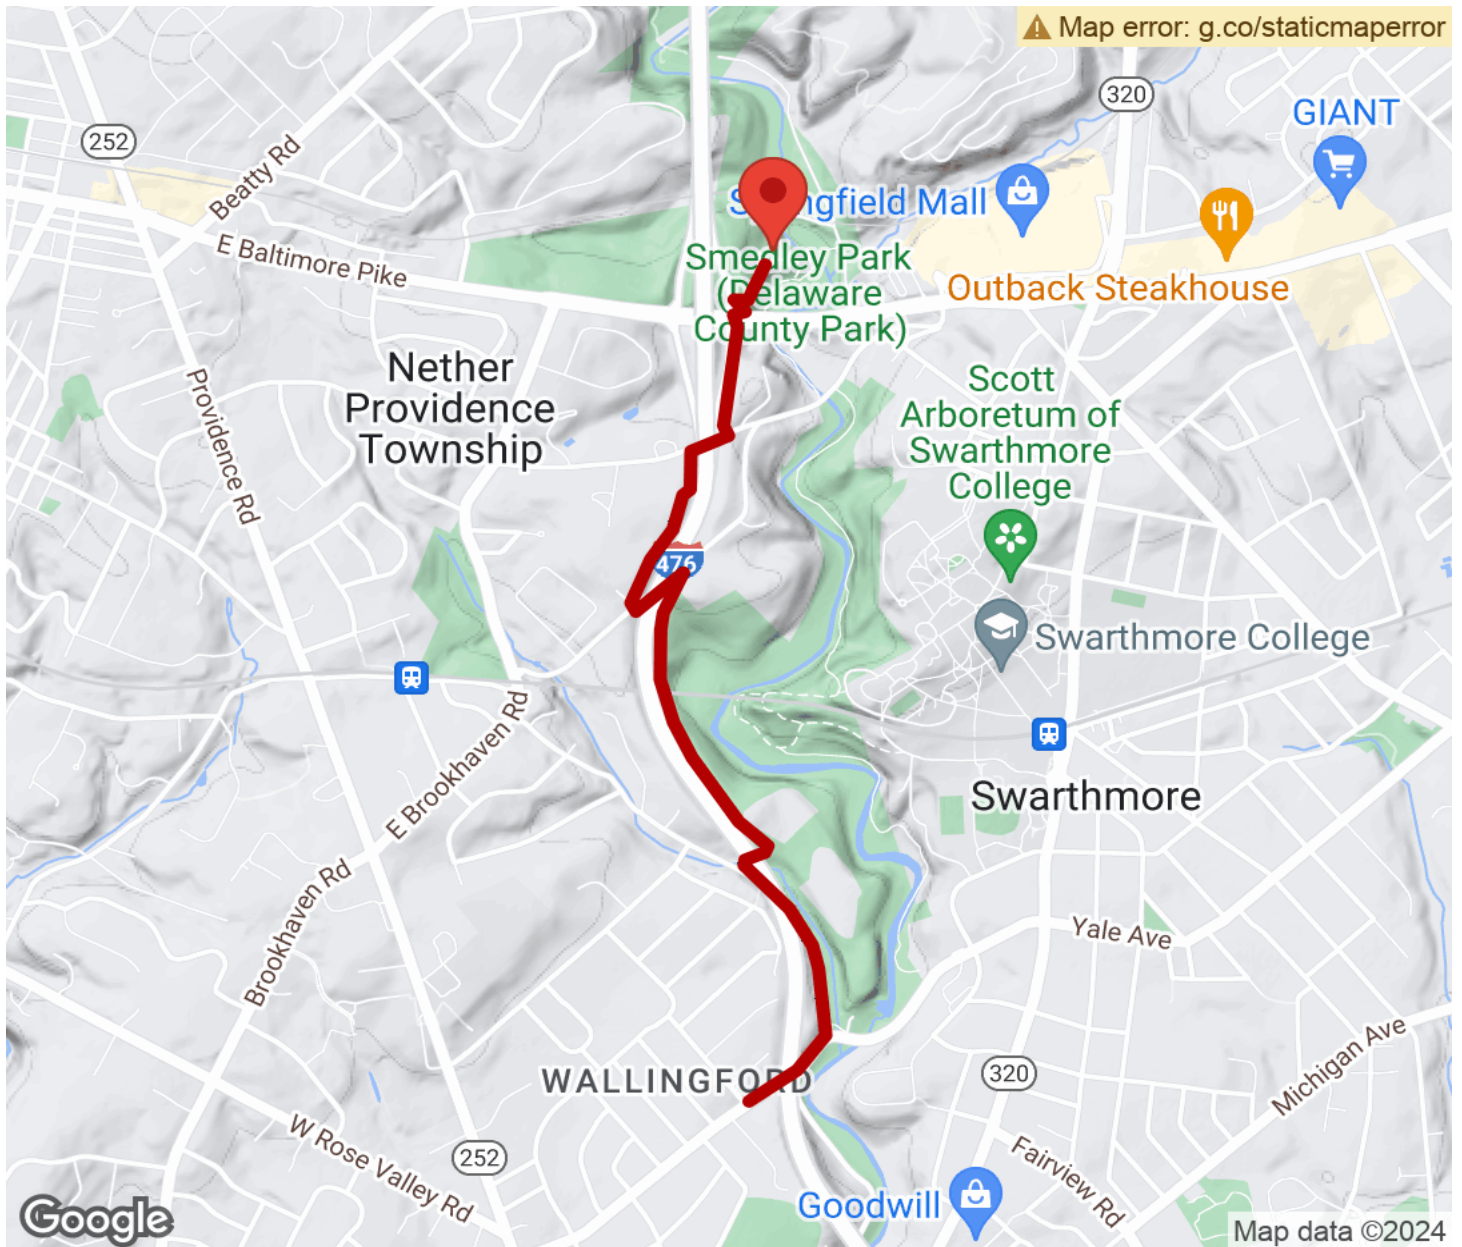 Map error: g.co/staticmaperror
320
GIANT
252
Beatty Rd
Springfield Mall
E Baltimore Pike
Smedley Park
(Delaware
County Park)
Outback Steakhouse
Nether
Providence
Township
Providence Rd
Scott
Arboretum of
Swarthmore
College
476
Swarthmore College
E Brookhaven Rd
Swarthmore
Brookhaven Rd
Yale Ave
WALLINGFORD
320
Michigan Ave
W Rose Valley Rd
252
Fairview Rd
Goodwill
Google
Map data ©2024